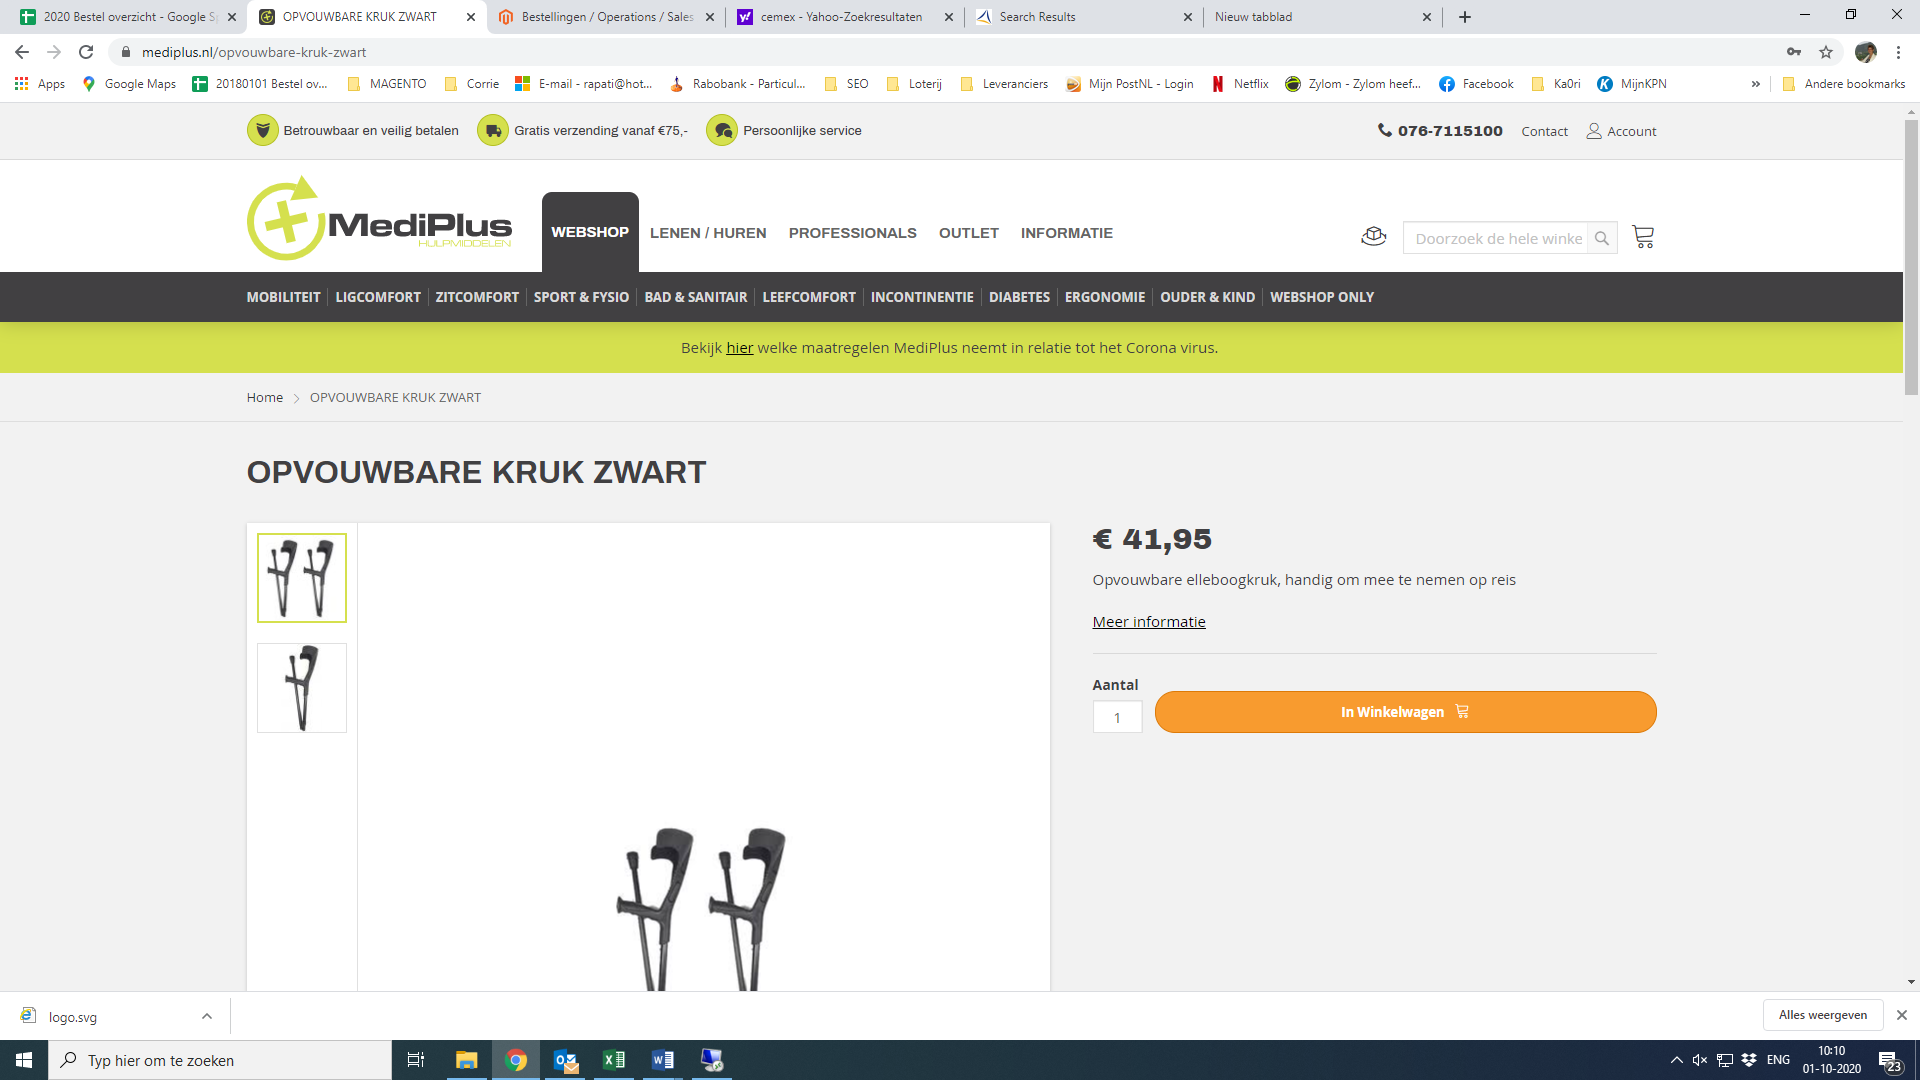 2020 Bestel overzicht - Google S
OPVOUWBARE KRUK ZWART
Bestellingen / Operations / Sales
cemex - Yahoo-Zoekresultaten
Search Results
Nieuw tabblad
mediplus.nl/opvouwbare-kruk-zwart
Apps
Google Maps
20180101 Bestel ov...
MAGENTO
Corrie
E-mail - rapati@hot...
Rabobank - Particul...
SEO
Loterij
Leveranciers
Mijn PostNL - Login
Netflix
Zylom - Zylom heef...
Facebook
Ka0ri
MijnKPN
»
Andere bookmarks
Betrouwbaar en veilig betalen
Gratis verzending vanaf €75,-
Persoonlijke service
076-7115100
Contact
Account
MediPlus
HULPMIDDELEN
WEBSHOP
LENEN / HUREN
PROFESSIONALS
OUTLET
INFORMATIE
Doorzoek de hele winke
MOBILITEIT
LIGCOMFORT
ZITCOMFORT
SPORT & FYSIO
BAD & SANITAIR
LEEFCOMFORT
INCONTINENTIE
DIABETES
ERGONOMIE
OUDER & KIND
WEBSHOP ONLY
Bekijk hier welke maatregelen MediPlus neemt in relatie tot het Corona virus.
Home
OPVOUWBARE KRUK ZWART
OPVOUWBARE KRUK ZWART
€ 41,95
Opvouwbare elleboogkruk, handig om mee te nemen op reis
Meer informatie
Aantal
1
In Winkelwagen
logo.svg
Alles weergeven
Typ hier om te zoeken
ENG
10:10
01-10-2020
23